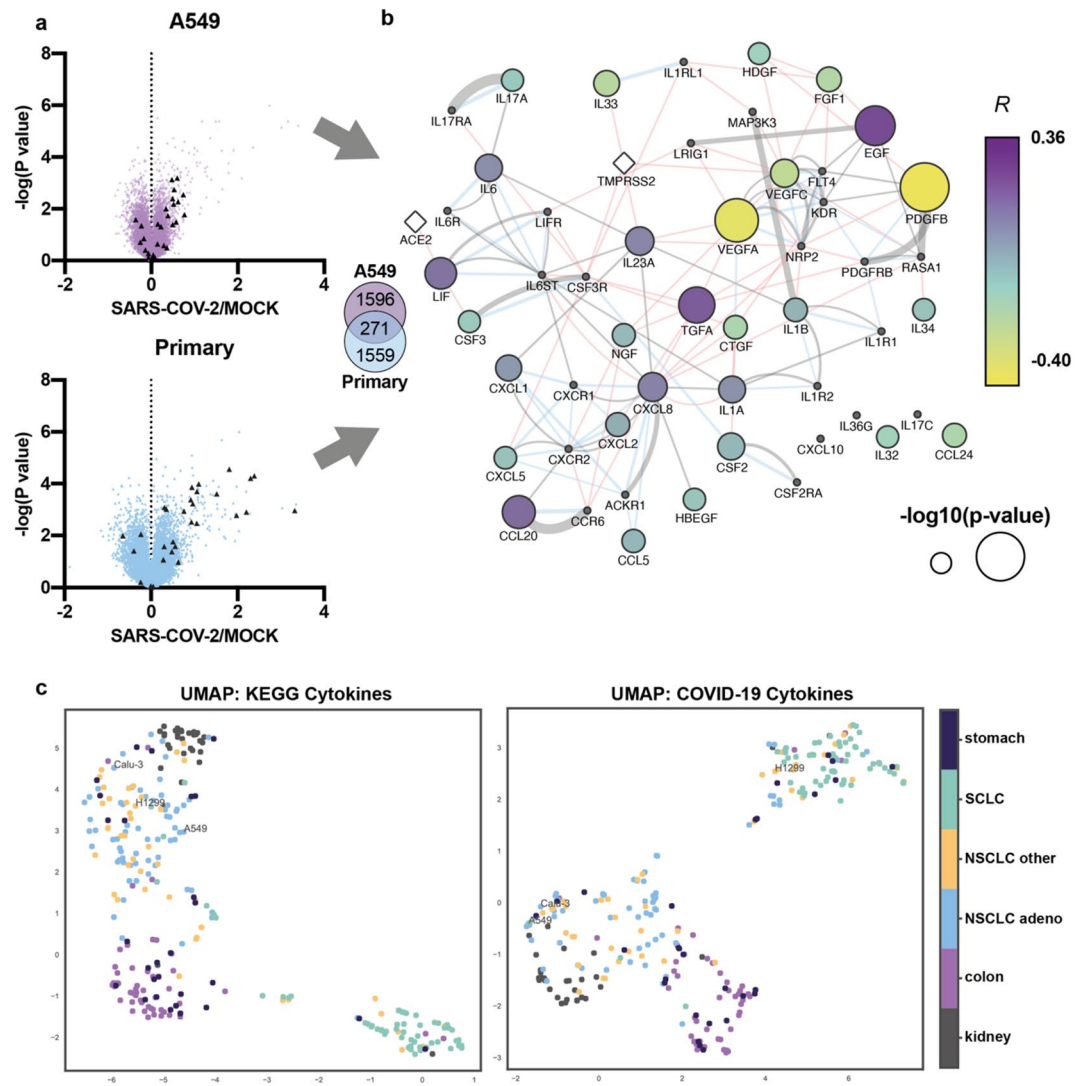 a
A549
8
6
4
2
0
-log(P value)
-2
0
2
4
SARS-COV-2/MOCK
Primary
8
6
4
2
0
-log(P value)
-2
0
2
4
SARS-COV-2/MOCK
A549
1596
271
1559
Primary
b
IL1RL1
HDGF
IL17A
IL33
FGF1
IL17RA
MAP3K3
EGF
LRIG1
TMPRSS2
IL6
VEGFC
FLT4
PDGFB
KDR
IL6R
LIFR
ACE2
VEGFA
IL23A
NRP2
PDGFRB
RASA1
LIF
IL6ST
CSF3R
TGFA
IL1B
IL34
CSF3
NGF
CTGF
IL1R1
CXCL1
CXCR1
CXCL8
IL1A
IL1R2
IL36G
IL17C
CXCL2
CXCL10
IL32
CCL24
CXCL5
CXCR2
CSF2
CSF2RA
ACKR1
HBEGF
CCL20
CCR6
CCL5
R
0.36
-0.40
-log10(p-value)
c
UMAP: KEGG Cytokines
5
4
3
2
1
0
−1
−2
Calu-3
H1299
A549
−6
−5
−4
−3
−2
−1
0
1
UMAP: COVID-19 Cytokines
3
2
1
0
−1
−2
−3
H1299
Calu-3
A549
−2
0
2
4
6
stomach
SCLC
NSCLC other
NSCLC adeno
colon
kidney